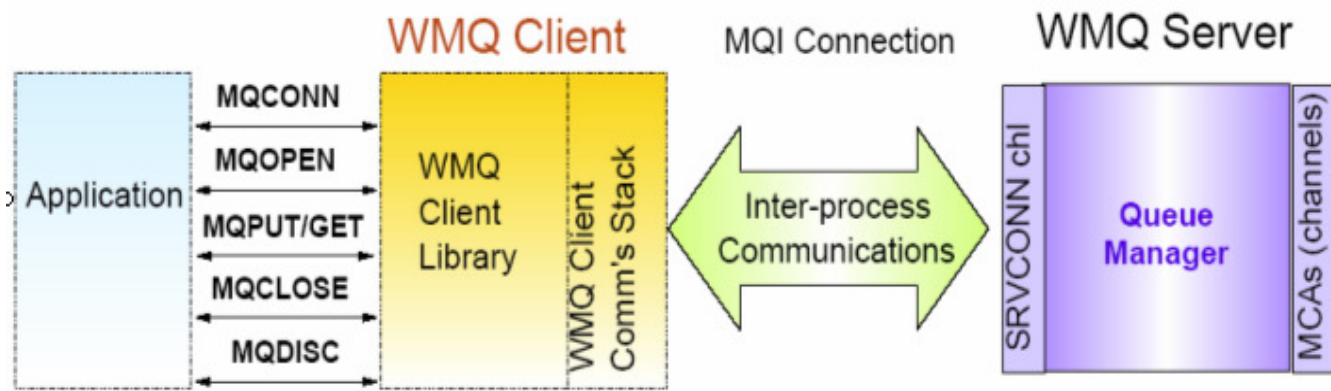 WMQ Client
MQI Connection
WMQ Server
Application
MQCONN
MQOPEN
MQPUT/GET
MQCLOSE
MQDISC
WMQ
Client
Library
WMQ Client
Comm's Stack
Inter-process
Communications
SRVCONN chl
Queue
Manager
MCAs (channels)